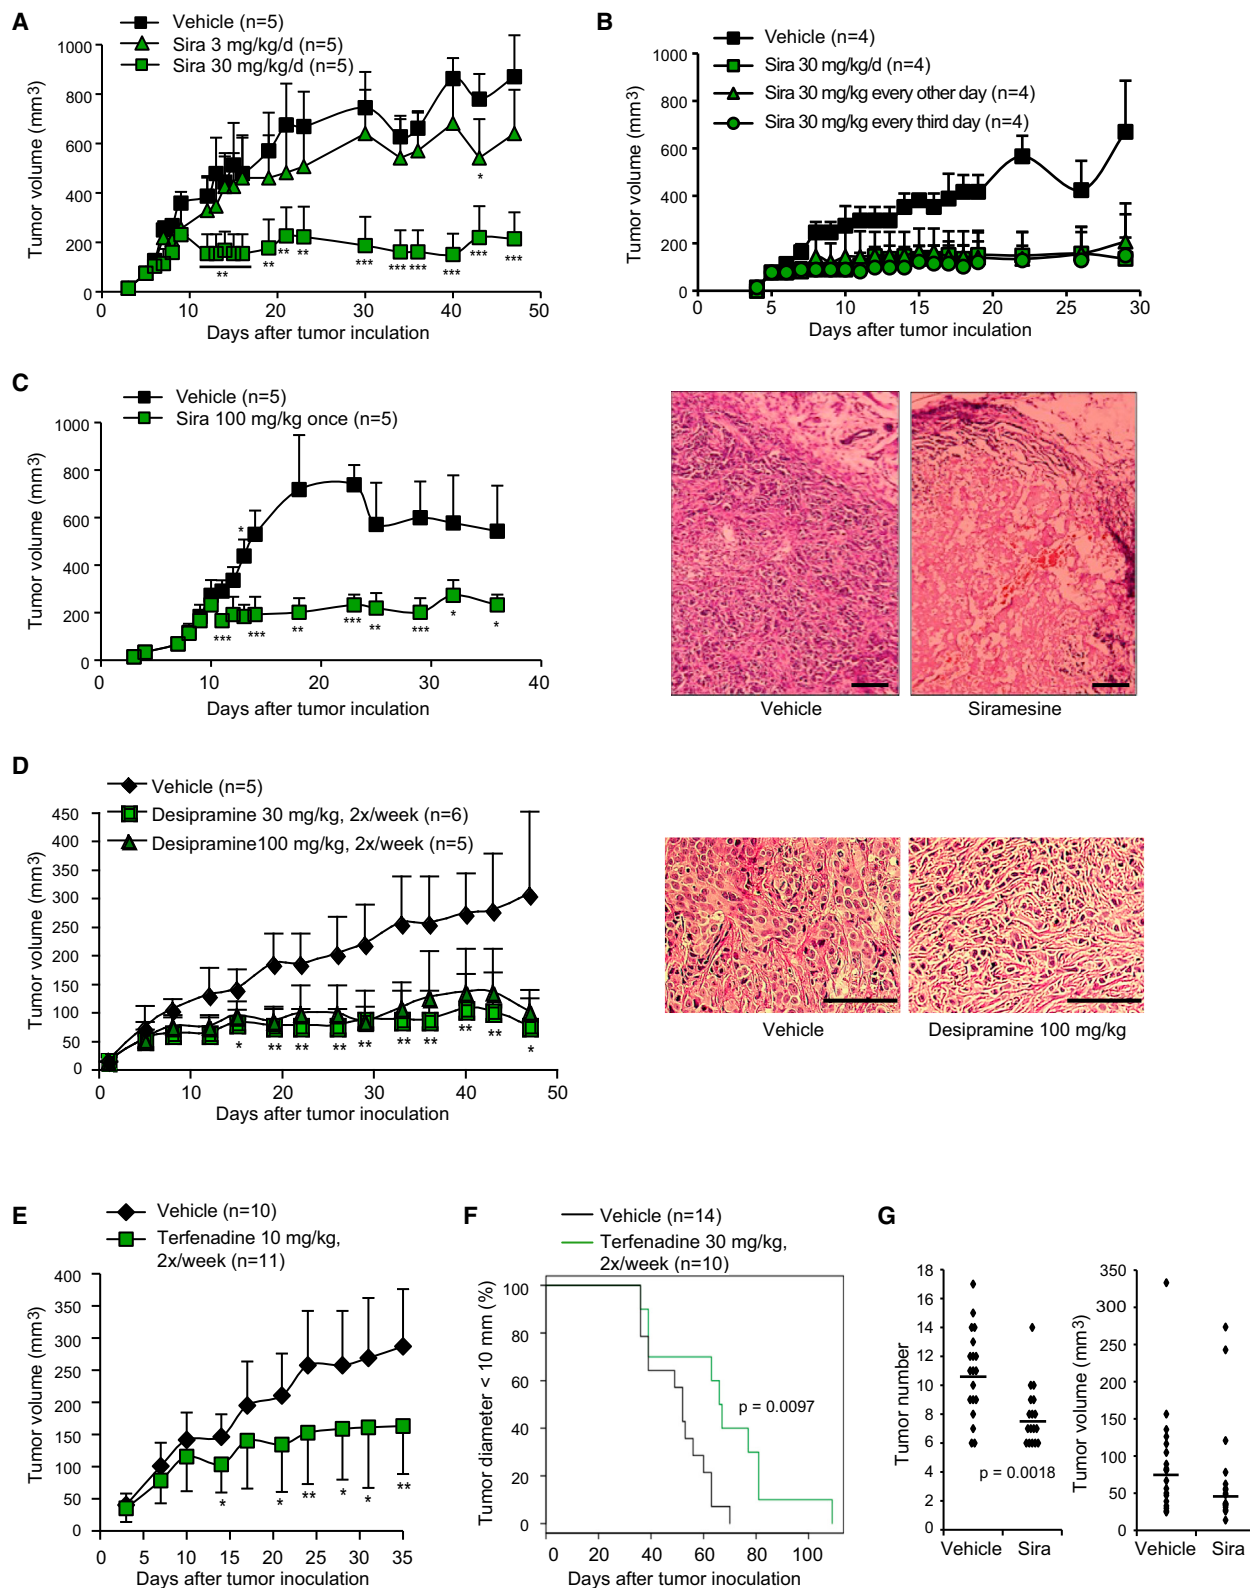 A
Vehicle (n=5)
Sira 3 mg/kg/d (n=5)
Sira 30 mg/kg/d (n=5)
Tumor volume (mm3)
1000
800
600
400
200
0
*
**
**
**
**
***
***
***
***
***
***
0
10
20
30
40
50
Days after tumor inculation
B
Vehicle (n=4)
Sira 30 mg/kg/d (n=4)
Sira 30 mg/kg every other day (n=4)
Sira 30 mg/kg every third day (n=4)
Tumor volume (mm3)
1000
800
600
400
200
0
0
5
10
15
20
25
30
Days after tumor inculation
C
Vehicle (n=5)
Sira 100 mg/kg once (n=5)
Tumor volume (mm3)
1000
800
600
400
200
0
*
***
***
**
***
**
***
*
*
0
10
20
30
40
Days after tumor inculation
Vehicle
Siramesine
D
Vehicle (n=5)
Desipramine 30 mg/kg, 2x/week (n=6)
Desipramine100 mg/kg, 2x/week (n=5)
Tumor volume (mm3)
450
400
350
300
250
200
150
100
50
0
*
**
**
**
**
**
**
**
**
*
0
10
20
30
40
50
Days after tumor inoculation
Vehicle
Desipramine 100 mg/kg
E
Vehicle (n=10)
Terfenadine 10 mg/kg,
2x/week (n=11)
Tumor volume (mm3)
400
350
300
250
200
150
100
50
0
*
*
**
*
*
**
0
5
10
15
20
25
30
35
Days after tumor inoculation
F
Vehicle (n=14)
Terfenadine 30 mg/kg,
2x/week (n=10)
Tumor diameter < 10 mm (%)
100
80
60
40
20
0
p = 0.0097
0
20
40
60
80
100
Days after tumor inoculation
G
Tumor number
18
16
14
12
10
8
6
4
2
0
p = 0.0018
Vehicle
Sira
Tumor volume (mm3)
350
300
250
200
150
100
50
0
Vehicle
Sira